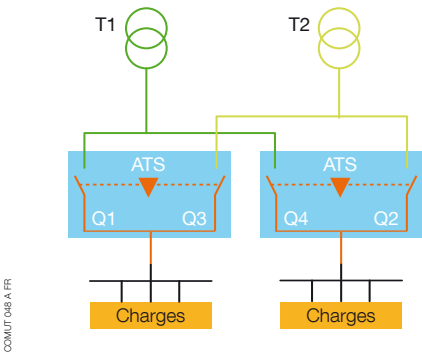 T1 T2
ATS ATS
Q1 Q3 Q4 Q2
Charges Charges
COMUT 048 A FR